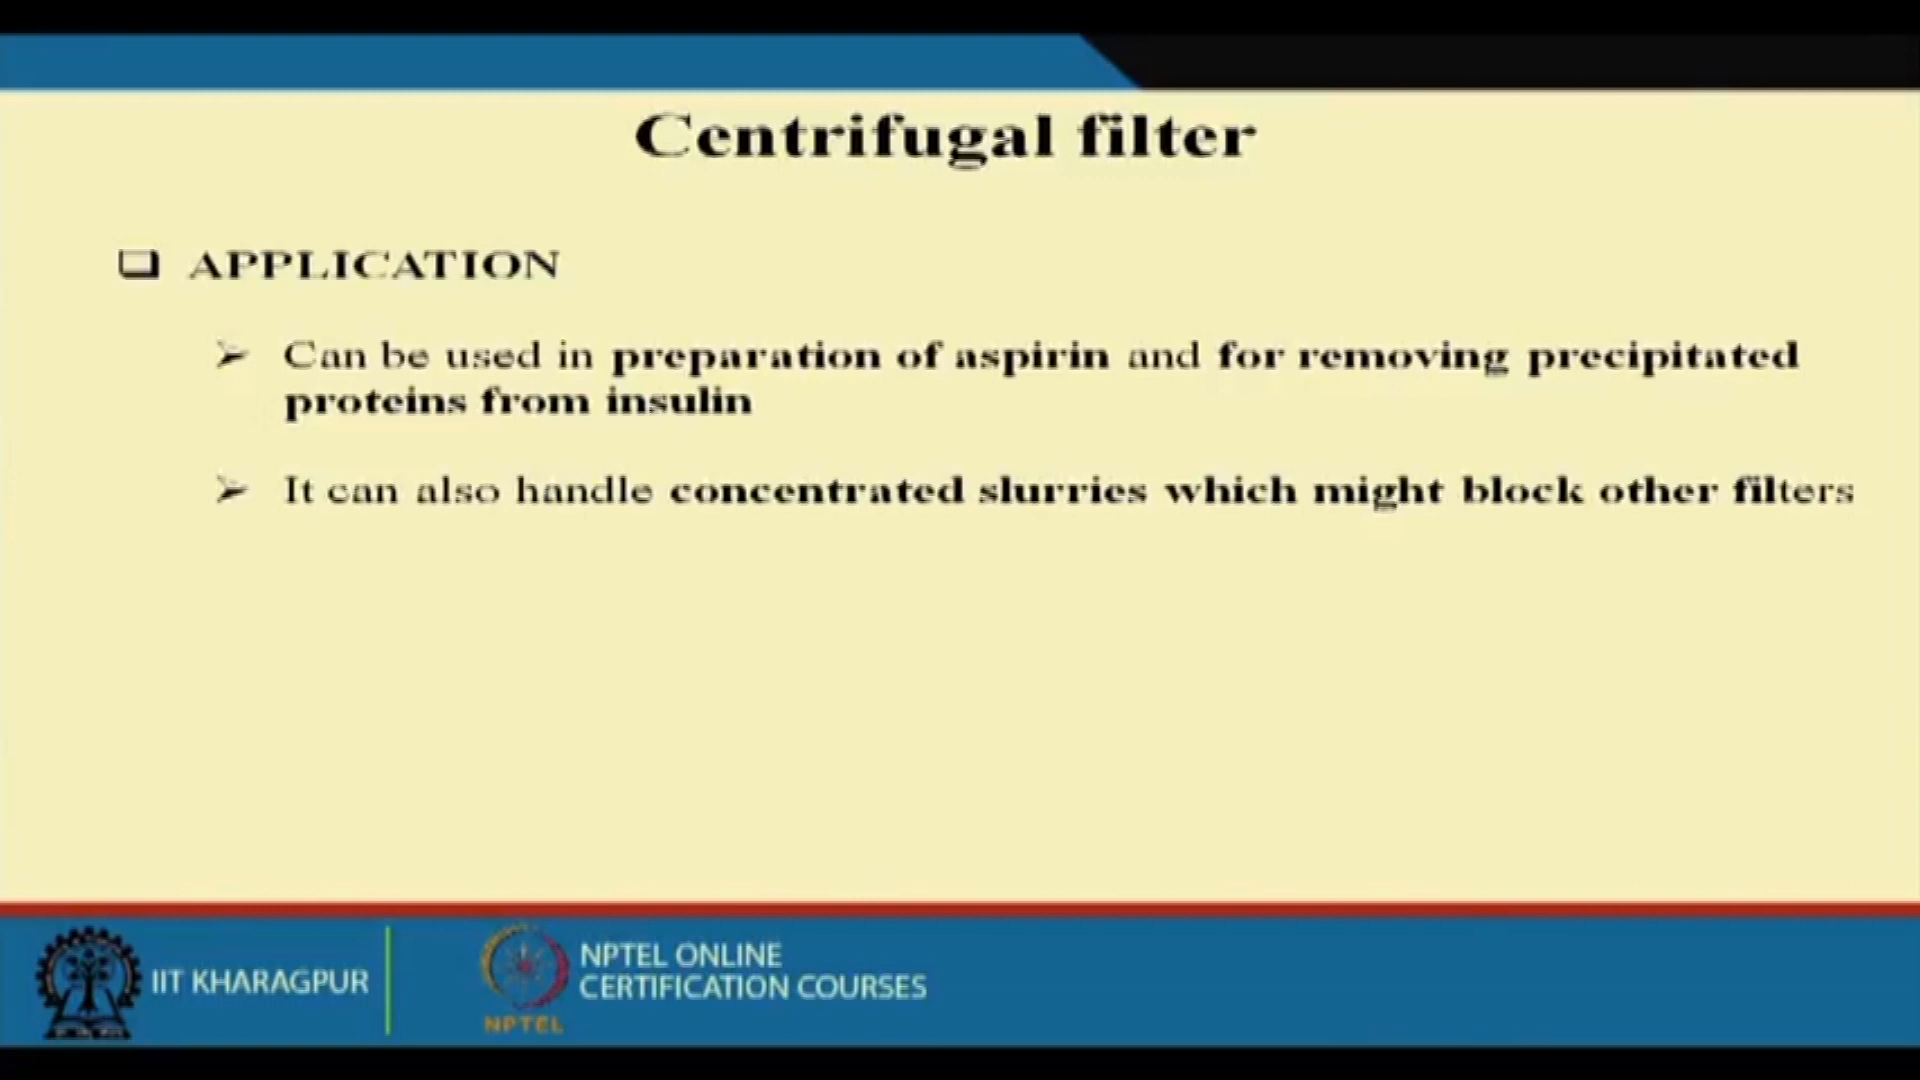 Centrifugal filter
APPLICATION
Can be used in preparation of aspirin and for removing precipitated
proteins from insulin
It can also handle concentrated slurries which might block other filters
IIT KHARAGPUR
NPTEL
NPTEL ONLINE
CERTIFICATION COURSES